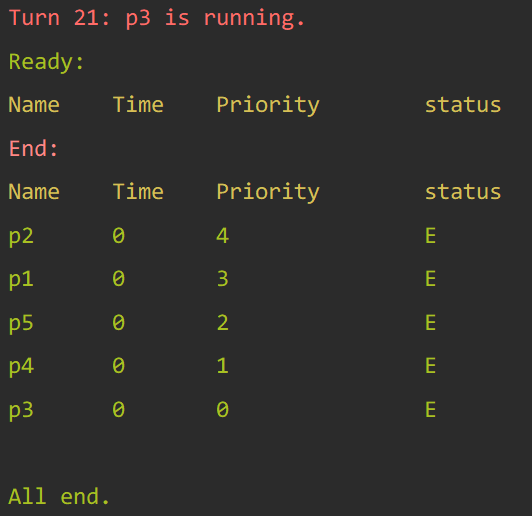 Turn 21: p3 is running.
Ready:
Name Time Priority status
End:
Name Time Priority status
p2 0 4 E
p1 0 3 E
p5 0 2 E
p4 0 1 E
p3 0 0 E
All end.